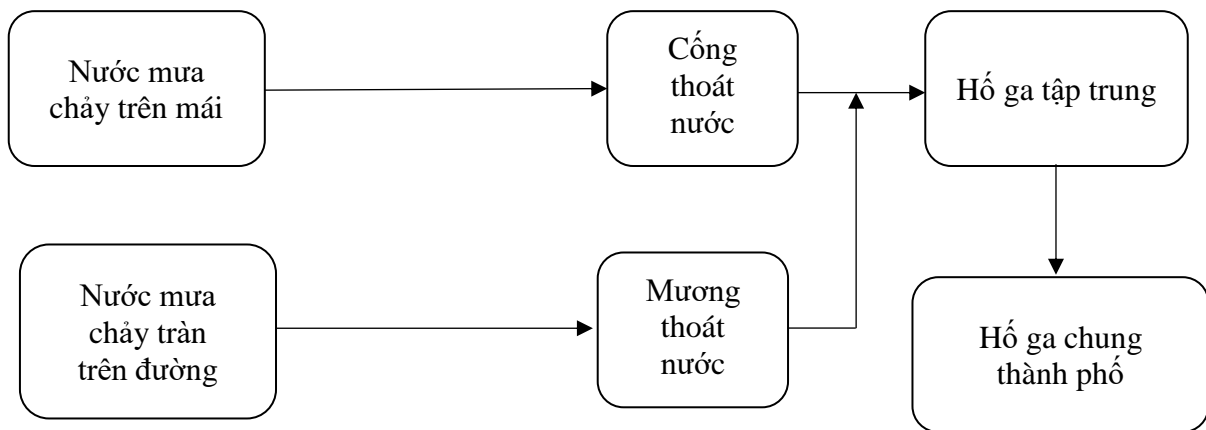 Nước mưa
chảy trên mái
Cống
thoát
nước
Hố ga tập trung
Nước mưa
chảy tràn
trên đường
Mương
thoát
nước
Hố ga chung
thành phố